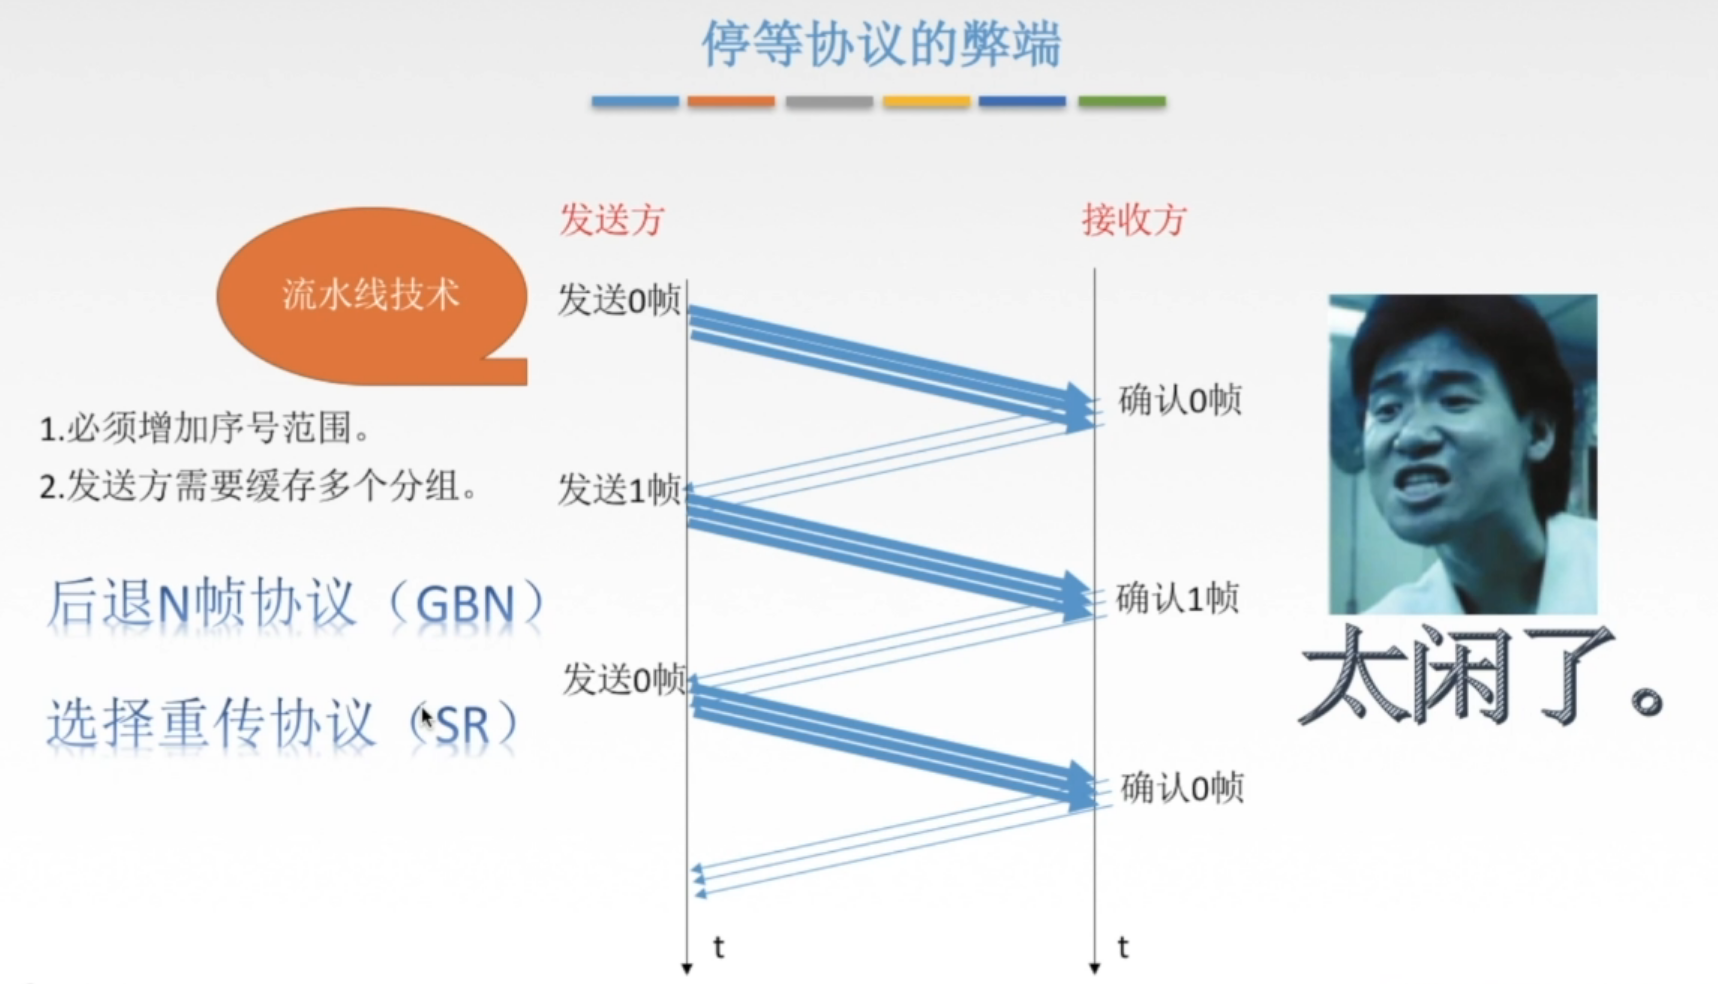 停等协议的弊端
流水线技术
1.必须增加序号范围。
2.发送方需要缓存多个分组。
后退N帧协议（GBN）
选择重传协议（SR）
发送方
接收方
发送0帧
确认0帧
发送1帧
确认1帧
发送0帧
确认0帧
t
t
太闲了。